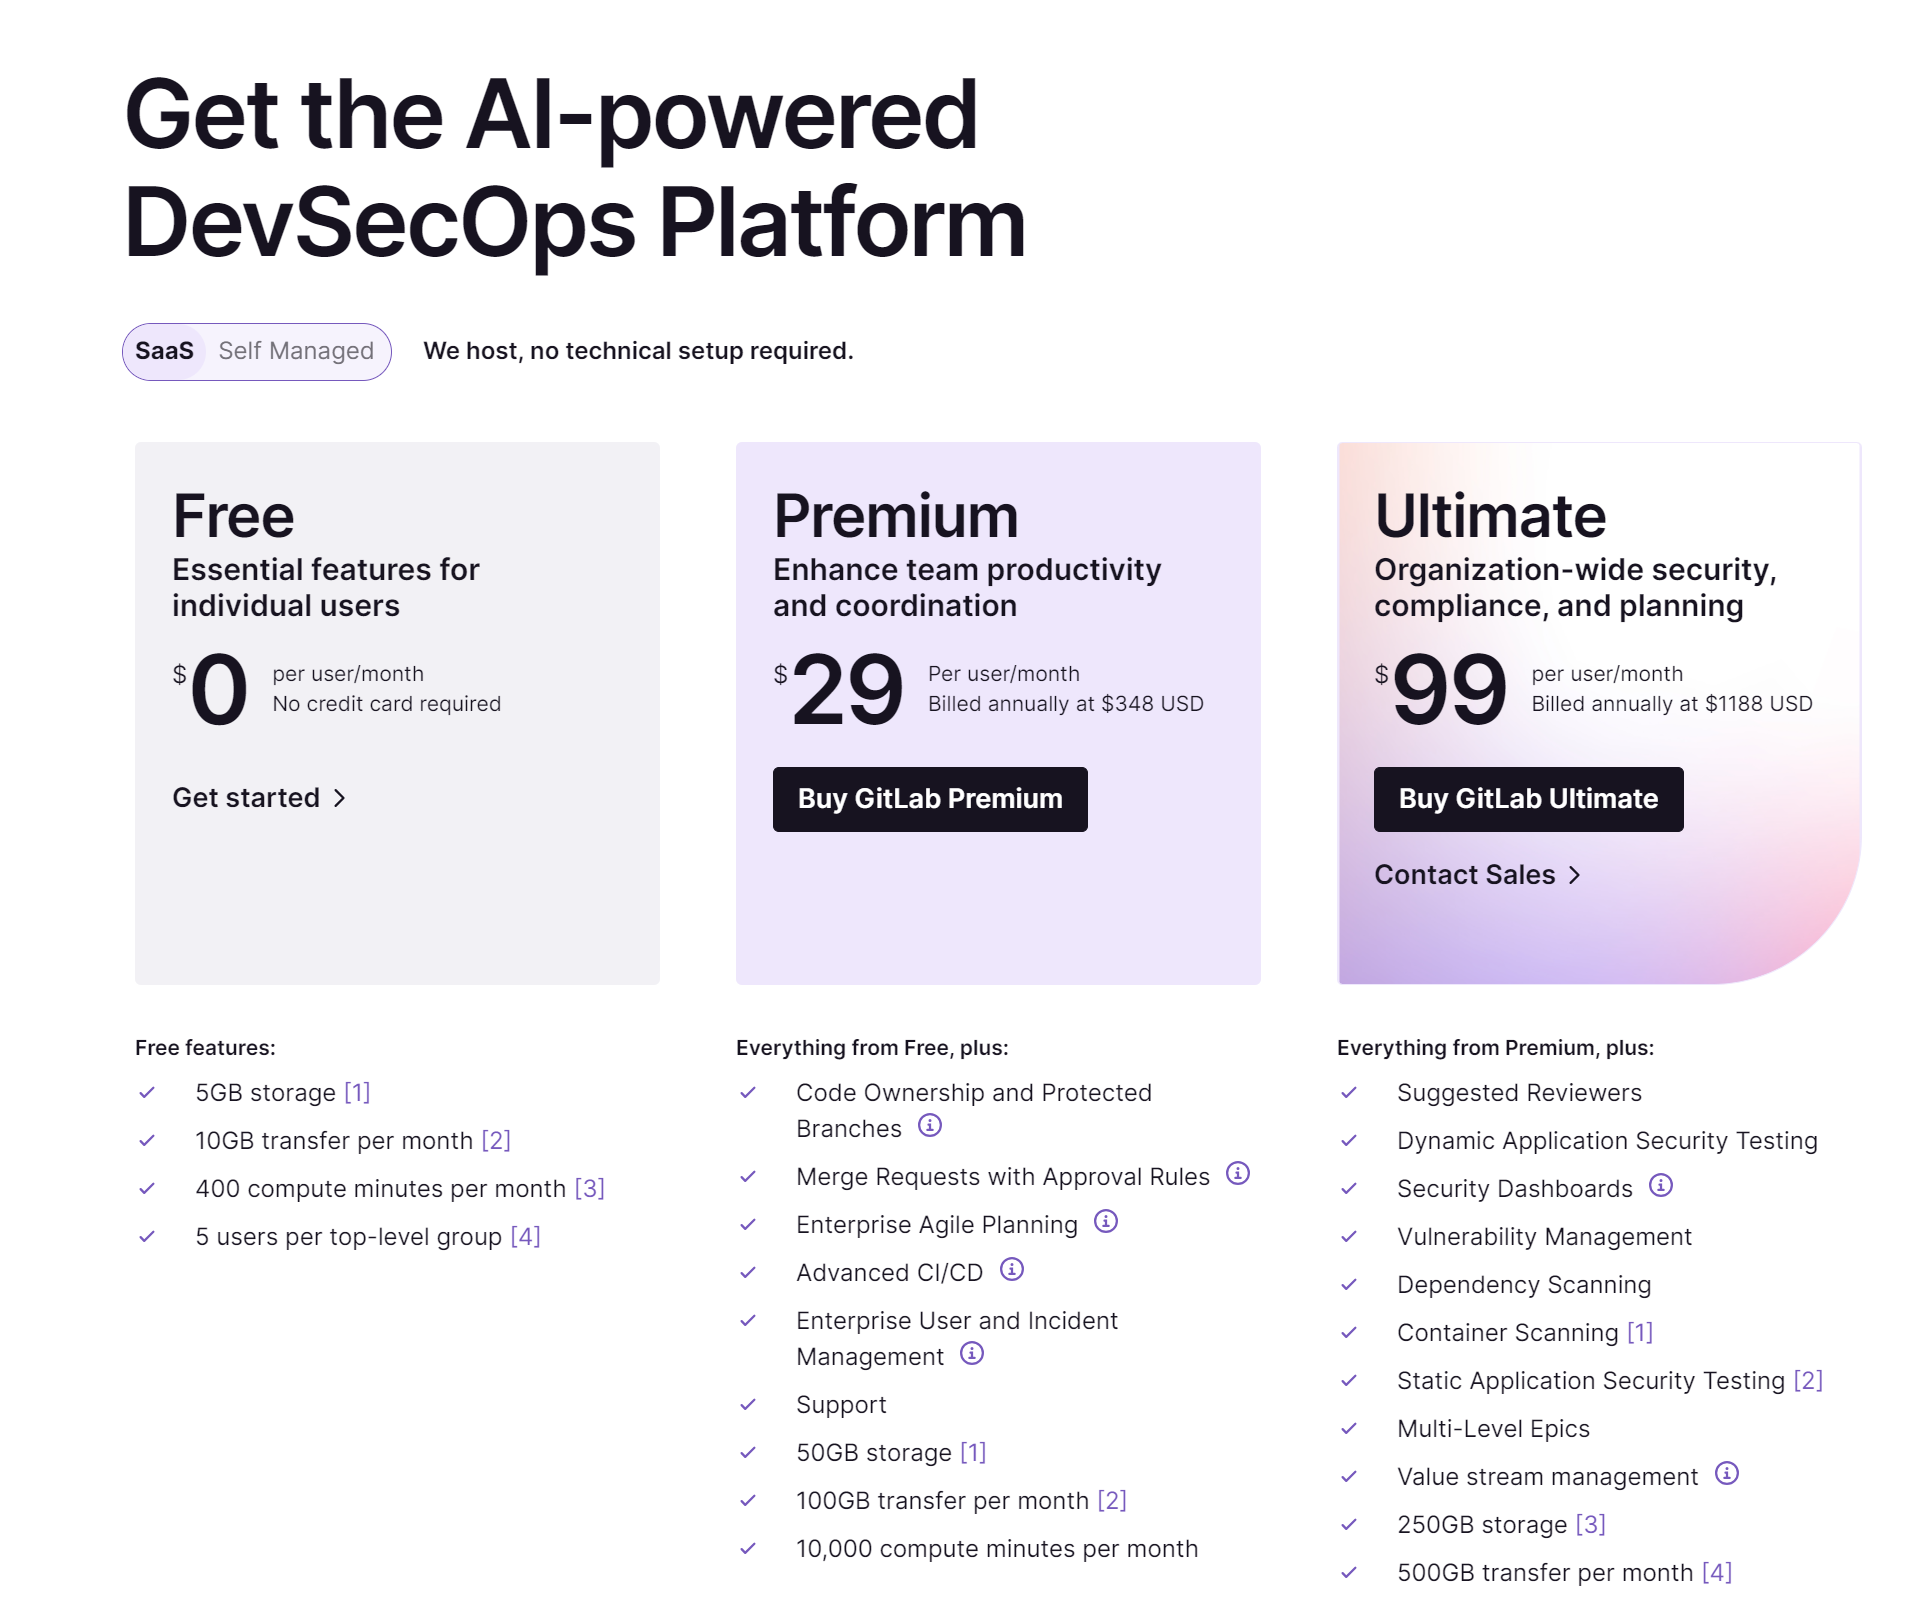 Get the AI-powered
DevSecOps Platform
SaaS Self Managed We host, no technical setup required.
Free
Essential features for
individual users
$0 per user/month
No credit card required
Get started
Premium
Enhance team productivity
and coordination
$29 Per user/month
Billed annually at $348 USD
Buy GitLab Premium
Ultimate
Organization-wide security,
compliance, and planning
$99 per user/month
Billed annually at $1188 USD
Buy GitLab Ultimate
Contact Sales
Free features:
5GB storage [1]
10GB transfer per month [2]
400 compute minutes per month [3]
5 users per top-level group [4]
Everything from Free, plus:
Code Ownership and Protected
Branches
Merge Requests with Approval Rules
Enterprise Agile Planning
Advanced CI/CD
Enterprise User and Incident
Management
Support
50GB storage [1]
100GB transfer per month [2]
10,000 compute minutes per month
Everything from Premium, plus:
Suggested Reviewers
Dynamic Application Security Testing
Security Dashboards
Vulnerability Management
Dependency Scanning
Container Scanning [1]
Static Application Security Testing [2]
Multi-Level Epics
Value stream management
250GB storage [3]
500GB transfer per month [4]